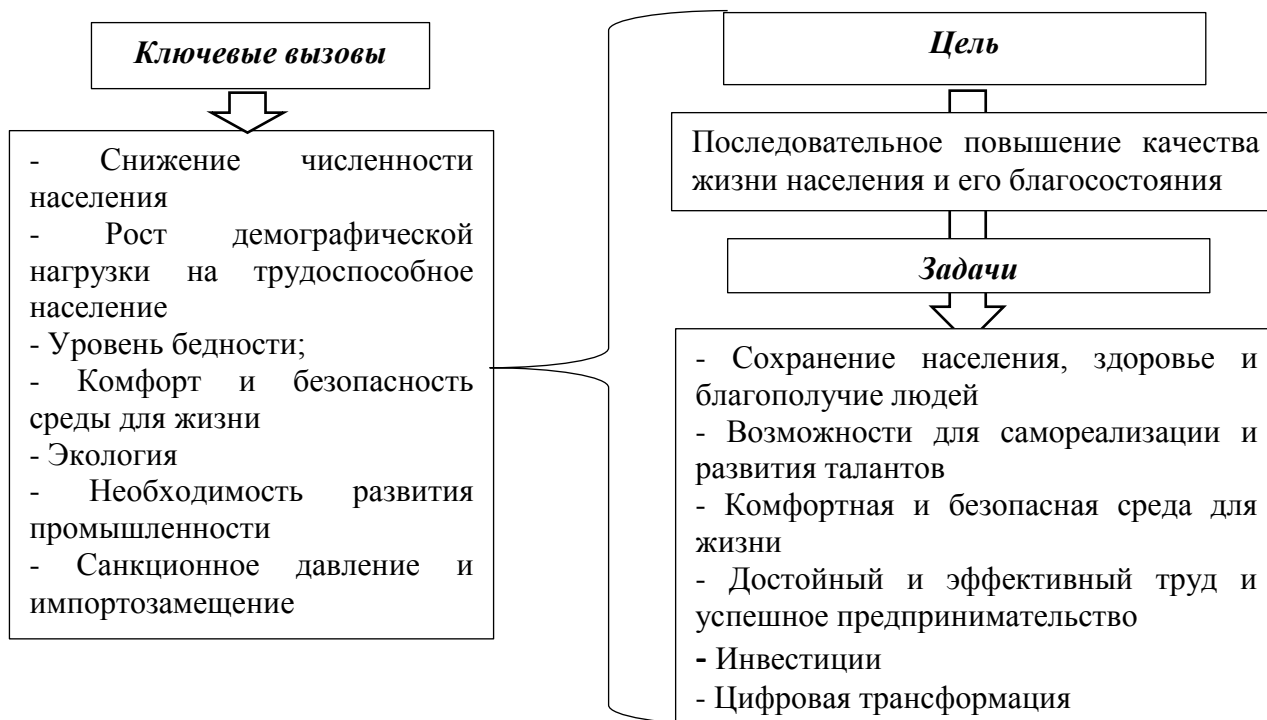 Ключевые вызовы
- Снижение численности
населения
- Рост демографической
нагрузки на трудоспособное
население
- Уровень бедности;
- Комфорт и безопасность
среды для жизни
- Экология
- Необходимость развития
промышленности
- Санкционное давление и
импортозамещение
Цель
Последовательное повышение качества
жизни населения и его благосостояния
Задачи
- Сохранение населения, здоровье и
благополучие людей
- Возможности для самореализации и
развития талантов
- Комфортная и безопасная среда для
жизни
- Достойный и эффективный труд и
успешное предпринимательство
- Инвестиции
- Цифровая трансформация